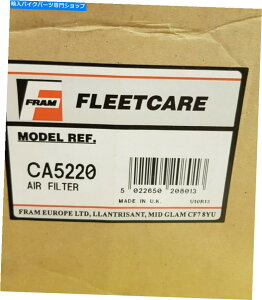 輸入バイクパーツ専門ショップ
FRAM
FLEETCARE
MODEL REF.
CA5220
AIR FILTER
5 022650 208013
MADE IN U.K.
U10R13
FRAM EUROPE LTD, LLANTRISANT, MID GLAM CF7 8YU